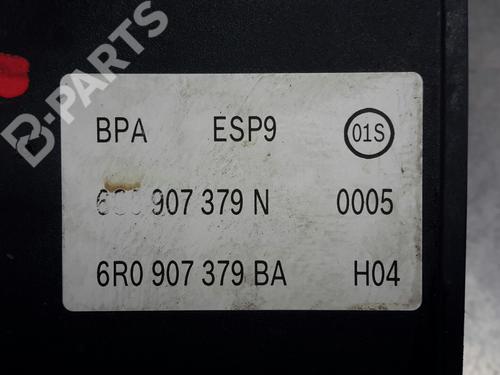 B-PARTS
BPA ESP9 01S
907 379 N 0005
6R0 907 379 BA H04